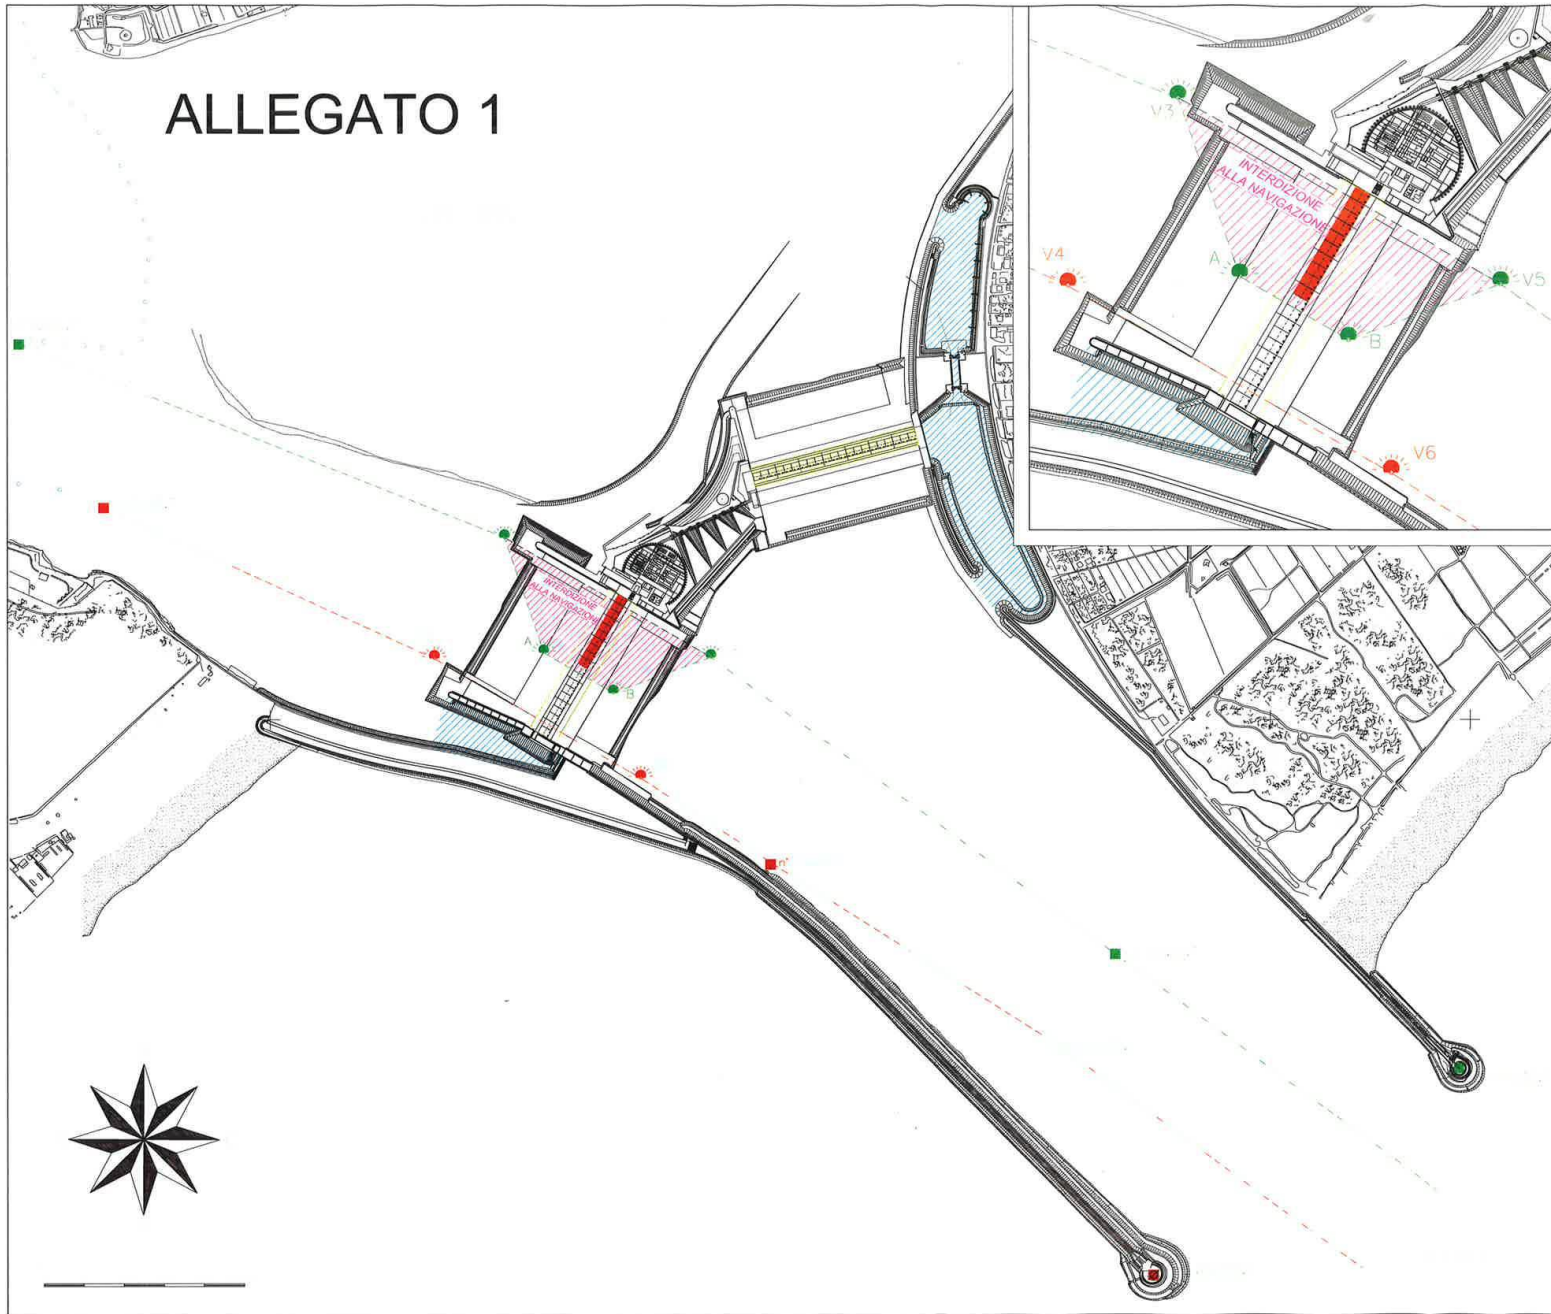 ALLEGATO 1
V3
INTERDIZIONE
ALLA NAVIGAZIONE
V4
A
V5
B
V6
INTERDIZIONE
ALLA NAVIGAZIONE
A
B